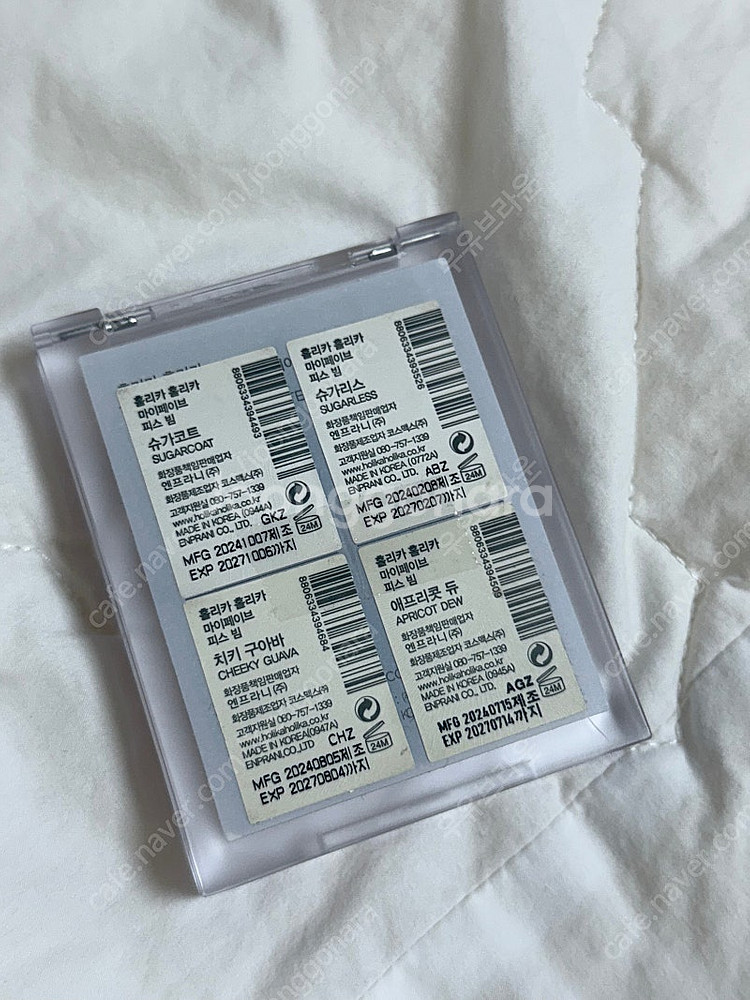 홀리카 홀리카
마이페이브
피스 빔
슈가코트
SUGARCOAT
화장품책임판매업자
엔프라니 (주)
화장품제조업자 코스맥스(주)
고객지원실 080-757-1339
www.holikaholika.co.kr
MADE IN KOREA (0944A)
ENPRANI CO., LTD. GKZ
MFG 20241007제조
EXP 20271006까지
8806334394493
24M
홀리카 홀리카
마이페이브
피스 빔
슈가리스
SUGARLESS
화장품책임판매업자
엔프라니 (주)
화장품제조업자 코스맥스(주)
고객지원실 080-757-1339
www.holikaholika.co.kr
MADE IN KOREA (0772A)
ENPRANI CO., LTD. ABZ
MFG 20240208제조
EXP 20270207까지
8806334393526
24M
홀리카 홀리카
마이페이브
피스 빔
치키 구아바
CHEEKY GUAVA
화장품책임판매업자
엔프라니 (주)
화장품제조업자 코스맥스(주)
고객지원실 080-757-1339
www.holikaholika.co.kr
MADE IN KOREA(0947A)
ENPRANI.CO.,LTD CHZ
MFG 20240805제조
EXP 20270804까지
8806334394664
24M
홀리카 홀리카
마이페이브
피스 빔
애프리콧 듀
APRICOT DEW
화장품책임판매업자
엔프라니 (주)
화장품제조업자 코스맥스(주)
고객지원실 080-757-1339
www.holikaholika.co.kr
MADE IN KOREA (0945A)
ENPRANI CO., LTD. AGZ
MFG 20240715제조
EXP 20270714까지
8806334394509
24M
joonggonara
cafe.naver.com/joonggonara